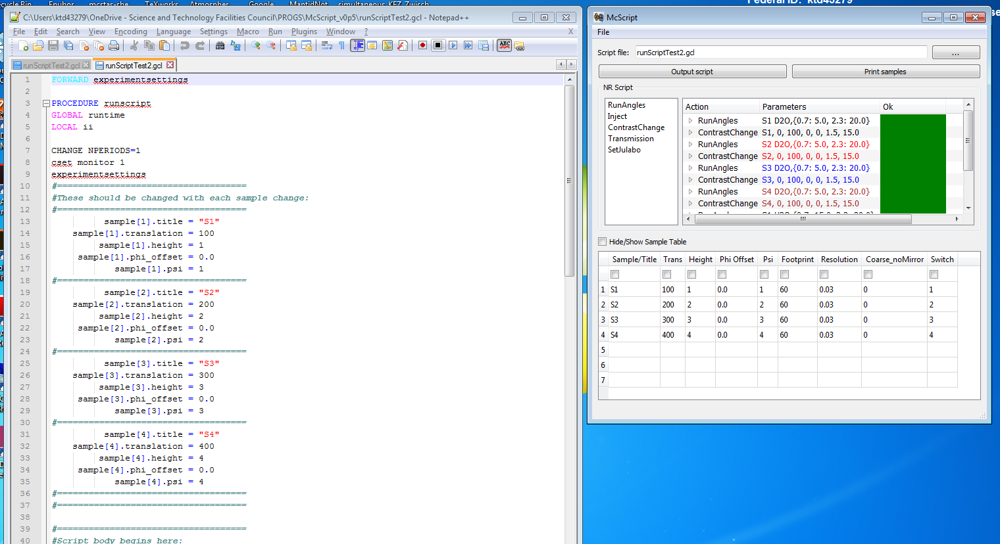 Recycle Bin Enuhor mcstar-she TeXworks Atmospher Google MantidNot simultaneous-KFZ-Zwisch
Federal ID: ktd43279
C:\Users\ktd43279\OneDrive - Science and Technology Facilities Council\PROGS\McScript_v0p5\runScriptTest2.gcl - Notepad++
File Edit Search View Encoding Language Settings Macro Run Plugins Window ? X
runScriptTest2.gcl runScriptTest2.gcl
1 FORWARD experimentsettings
2
3 PROCEDURE runscript
4 GLOBAL runtime
5 LOCAL ii
6
7 CHANGE NPERIODS=1
8 cset monitor 1
9 experimentsettings
10 #====================================
11 #These should be changed with each sample change:
12 #====================================
13 sample[1].title = "S1"
14 sample[1].translation = 100
15 sample[1].height = 1
16 sample[1].phi_offset = 0.0
17 sample[1].psi = 1
18 #====================================
19 sample[2].title = "S2"
20 sample[2].translation = 200
21 sample[2].height = 2
22 sample[2].phi_offset = 0.0
23 sample[2].psi = 2
24 #====================================
25 sample[3].title = "S3"
26 sample[3].translation = 300
27 sample[3].height = 3
28 sample[3].phi_offset = 0.0
29 sample[3].psi = 3
30 #====================================
31 sample[4].title = "S4"
32 sample[4].translation = 400
33 sample[4].height = 4
34 sample[4].phi_offset = 0.0
35 sample[4].psi = 4
36 #====================================
37 #====================================
38
39 #====================================
40 #Script body begins here:
McScript
File
Script file: runScriptTest2.gcl ...
Output script Print samples
NR Script
RunAngles
Inject
ContrastChange
Transmission
SetJulabo
Action Parameters Ok
RunAngles S1 D2O,{0.7: 5.0, 2.3: 20.0}
ContrastChange S1, 0, 100, 0, 0, 1.5, 15.0
RunAngles S2 D2O,{0.7: 5.0, 2.3: 20.0}
ContrastChange S2, 0, 100, 0, 0, 1.5, 15.0
RunAngles S3 D2O,{0.7: 5.0, 2.3: 20.0}
ContrastChange S3, 0, 100, 0, 0, 1.5, 15.0
RunAngles S4 D2O,{0.7: 5.0, 2.3: 20.0}
ContrastChange S4, 0, 100, 0, 0, 1.5, 15.0
Hide/Show Sample Table
Sample/Title Trans Height Phi Offset Psi Footprint Resolution Coarse_noMirror Switch
1 S1 100 1 0.0 1 60 0.03 0 1
2 S2 200 2 0.0 2 60 0.03 0 2
3 S3 300 3 0.0 3 60 0.03 0 3
4 S4 400 4 0.0 4 60 0.03 0 4
5
6
7